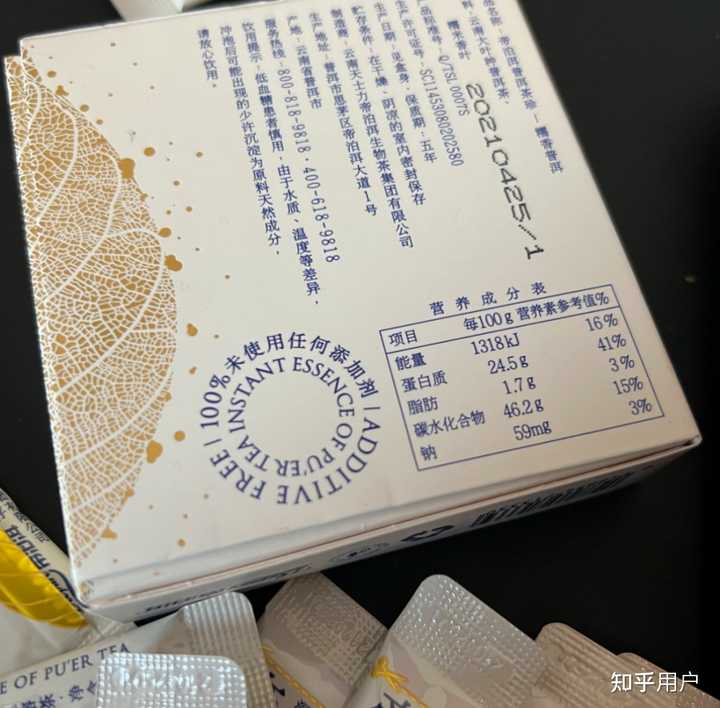 品名称：帝泊洱普洱茶珍—糯香普洱
料：云南大叶种普洱茶、
糯米香叶
产品标准号：Q/TSL 0007S
生产许可证号：SC11453080202580
生产日期：见盒身，保质期：五年
贮存条件：在干燥、阴凉的室内密封保存
制造商：云南天士力帝泊洱生物茶集团有限公司
生产地址：普洱市思茅区帝泊洱大道1号
产地：云南省普洱市
服务热线：800-818-9818，400-618-9818
饮用提示：低血糖患者慎用，由于水质、温度等差异，
冲泡后可能出现的少许沉淀为原料天然成分，
请放心饮用。
20210425/1
营养成分表
项目 每100g 营养素参考值%
能量 1318kJ 16%
蛋白质 24.5g 41%
脂肪 1.7g 3%
碳水化合物 46.2g 15%
钠 59mg 3%
100%未使用任何添加剂 | ADDITIVE FREE |
INSTANT ESSENCE OF PU'ER TEA
E OF PU'ER TEA
知乎用户